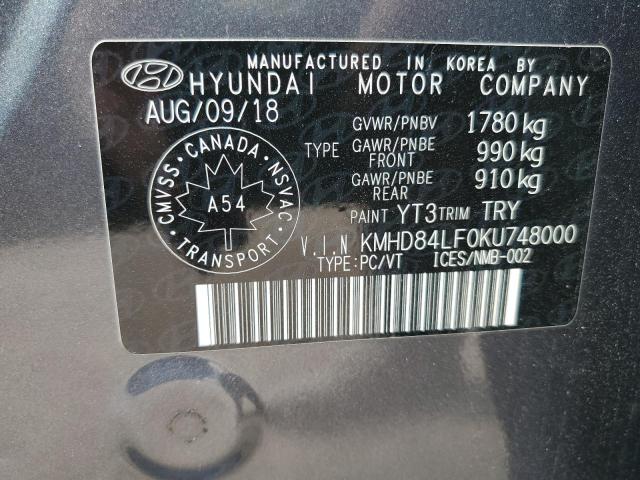 MANUFACTURED IN KOREA BY
HYUNDAI MOTOR COMPANY
AUG/09/18
GVWR/PNBV 1780 kg
TYPE GAWR/PNBE FRONT 990 kg
GAWR/PNBE REAR 910 kg
PAINT YT3 TRIM TRY
CMVSS · CANADA · NSVAC
A54
TRANSPORT
V.I.N KMHD84LF0KU748000
TYPE:PC/VT ICES/NMB-002